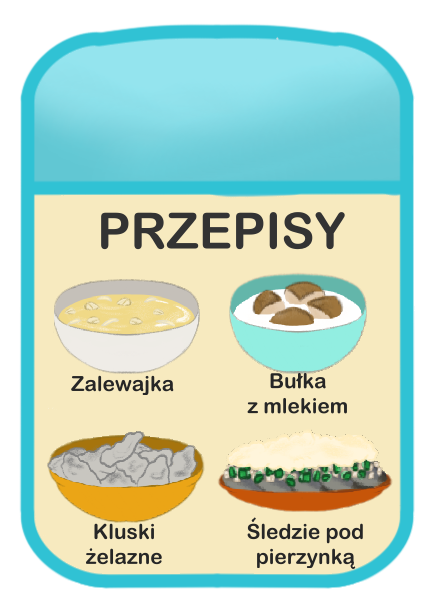 PRZEPISY
Zalewajka
Bułka
z mlekiem
Kluski
żelazne
Śledzie pod
pierzynką